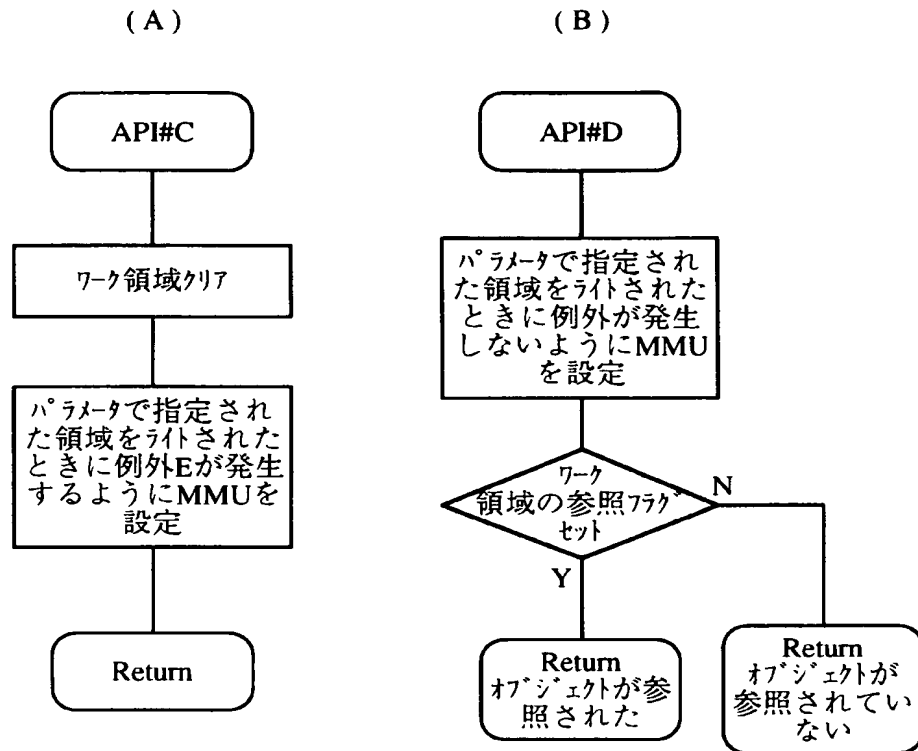 ( A )
API#C
ﾜｰｸ領域ｸﾘｱ
ﾊﾟﾗﾒｰﾀで指定され
た領域をﾗｲﾄされた
ときに例外Eが発生
するようにMMUを
設定
Return
( B )
API#D
ﾊﾟﾗﾒｰﾀで指定され
た領域をﾗｲﾄされた
ときに例外が発生
しないようにMMU
を設定
ﾜｰｸ
領域の参照ﾌﾗｸﾞ
ｾｯﾄ
N
Y
Return
ｵﾌﾞｼﾞｪｸﾄが参
照された
Return
ｵﾌﾞｼﾞｪｸﾄが
参照されてい
ない